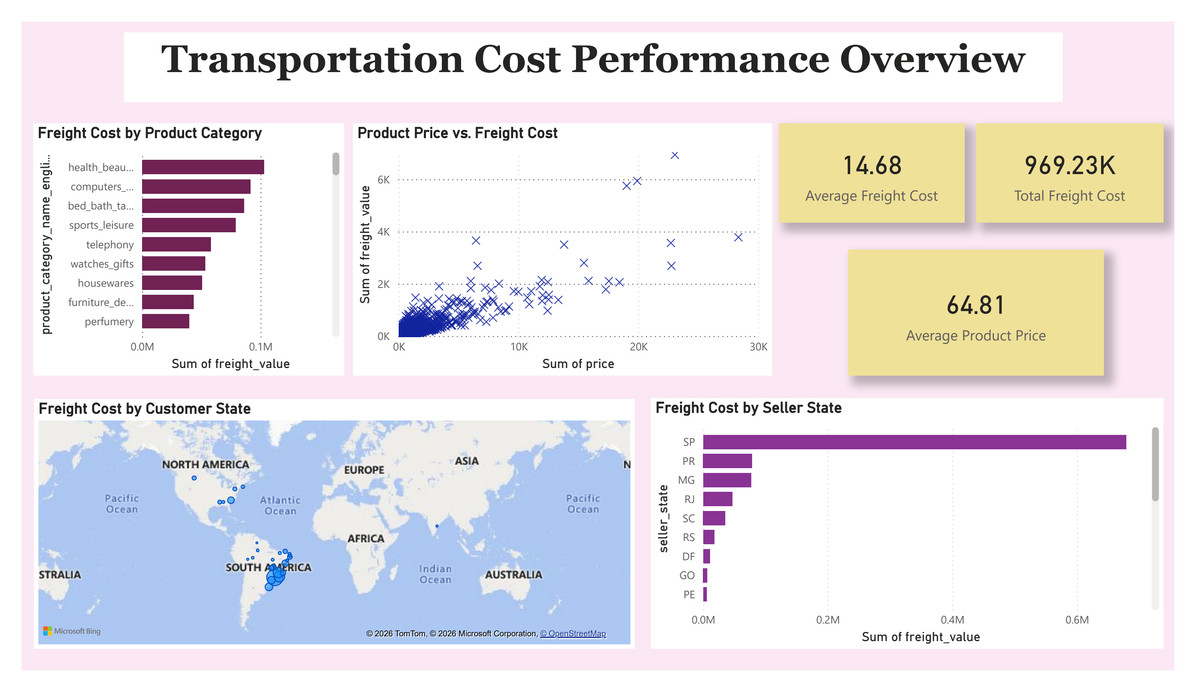 Transportation Cost Performance Overview
Freight Cost by Product Category
product_category_name_engli...
health_beau...
computers_...
bed_bath_ta...
sports_leisure
telephony
watches_gifts
housewares
furniture_de...
perfumery
0.0M 0.1M
Sum of freight_value
Product Price vs. Freight Cost
Sum of freight_value
6K
4K
2K
0K
0K 10K 20K 30K
Sum of price
14.68
Average Freight Cost
969.23K
Total Freight Cost
64.81
Average Product Price
Freight Cost by Customer State
NORTH AMERICA
EUROPE
ASIA
N
Pacific
Ocean
Atlantic
Ocean
Pacific
Ocean
AFRICA
SOUTH AMERICA
Indian
Ocean
STRALIA
AUSTRALIA
Microsoft Bing
© 2026 TomTom, © 2026 Microsoft Corporation, © OpenStreetMap
Freight Cost by Seller State
seller_state
SP
PR
MG
RJ
SC
RS
DF
GO
PE
0.0M 0.2M 0.4M 0.6M
Sum of freight_value